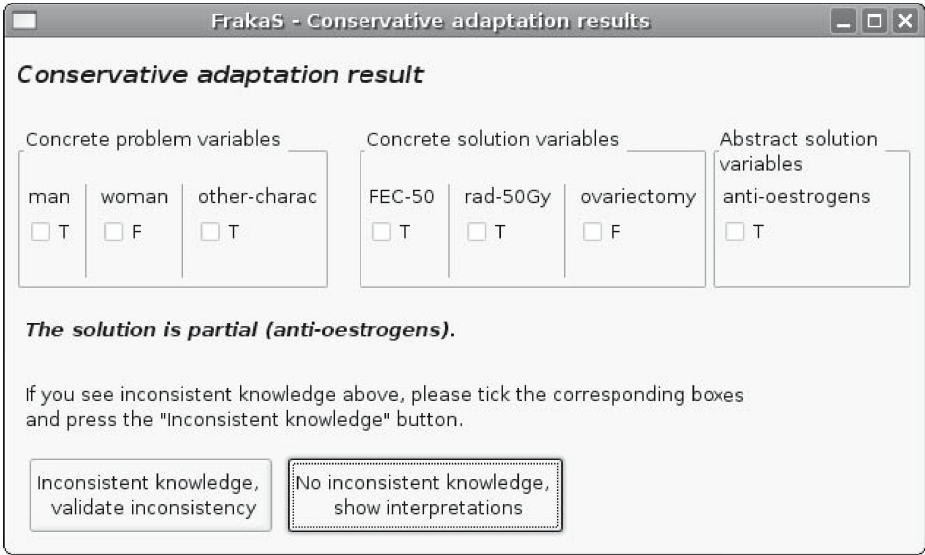 FrakaS - Conservative adaptation results
Conservative adaptation result
Concrete problem variables
man woman other-charac
T F T
Concrete solution variables
FEC-50 rad-50Gy ovariectomy
T T F
Abstract solution
variables
anti-oestrogens
T
The solution is partial (anti-oestrogens).
If you see inconsistent knowledge above, please tick the corresponding boxes
and press the "Inconsistent knowledge" button.
Inconsistent knowledge,
validate inconsistency
No inconsistent knowledge,
show interpretations